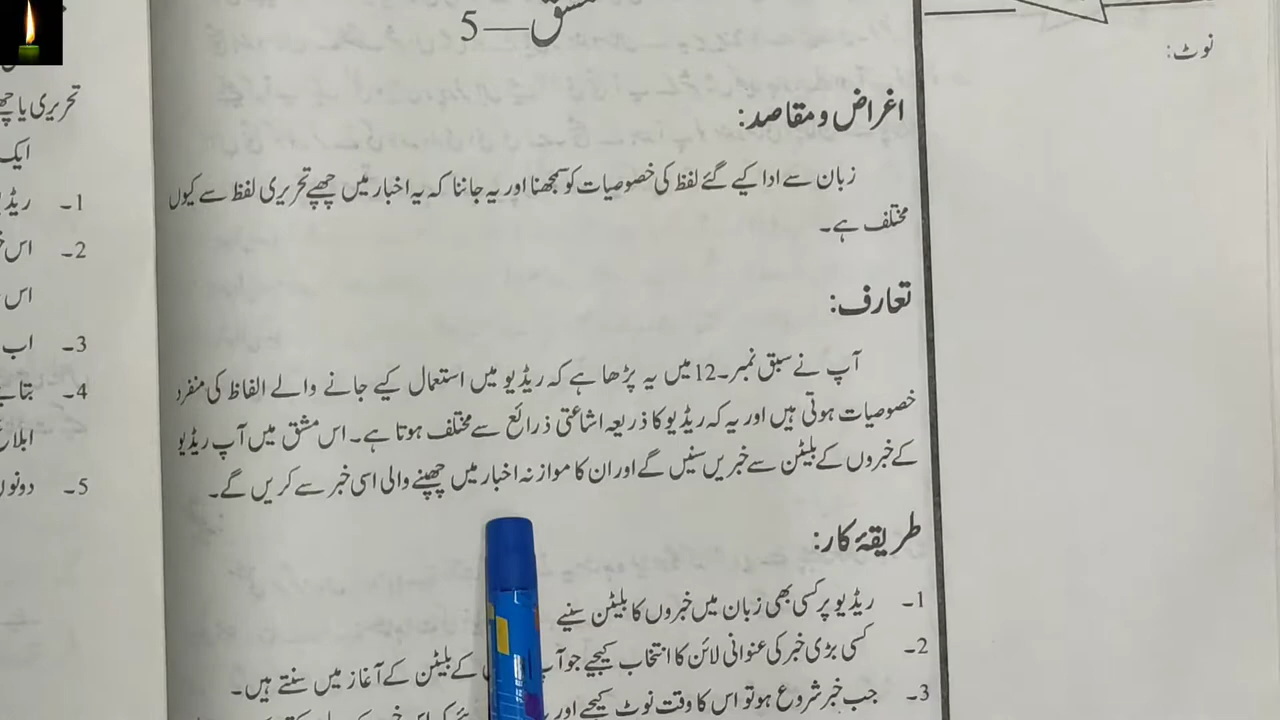 مشق—5
نوٹ:
اغراض و مقاصد:
زبان سے ادا کیے گئے لفظ کی خصوصیات کو سمجھنا اور یہ جاننا کہ یہ اخبار میں چھپے تحریری لفظ سے کیوں
مختلف ہے۔
تعارف:
آپ نے سبق نمبر۔12 میں یہ پڑھا ہے کہ ریڈیو میں استعمال کیے جانے والے الفاظ کی منفرد
خصوصیات ہوتی ہیں اور یہ کہ ریڈیو کا ذریعہ اشاعتی ذرائع سے مختلف ہوتا ہے۔ اس مشق میں آپ ریڈیو
کے خبروں کے بلیٹن سے خبریں سنیں گے اور ان کا موازنہ اخبار میں چھپنے والی اسی خبر سے کریں گے۔
طریقۂ کار:
1۔ ریڈیو پر کسی بھی زبان میں خبروں کا بلیٹن سنیے
2۔ کسی بڑی خبر کی عنوانی لائن کا انتخاب کیجیے جو آپ کے بلیٹن کے آغاز میں سنتے ہیں۔
3۔ جب خبر شروع ہو تو اس کا وقت نوٹ کیجیے اور
تحریری یا
ایک
1۔
2۔ اس
اس
3۔ اب
4۔
5۔